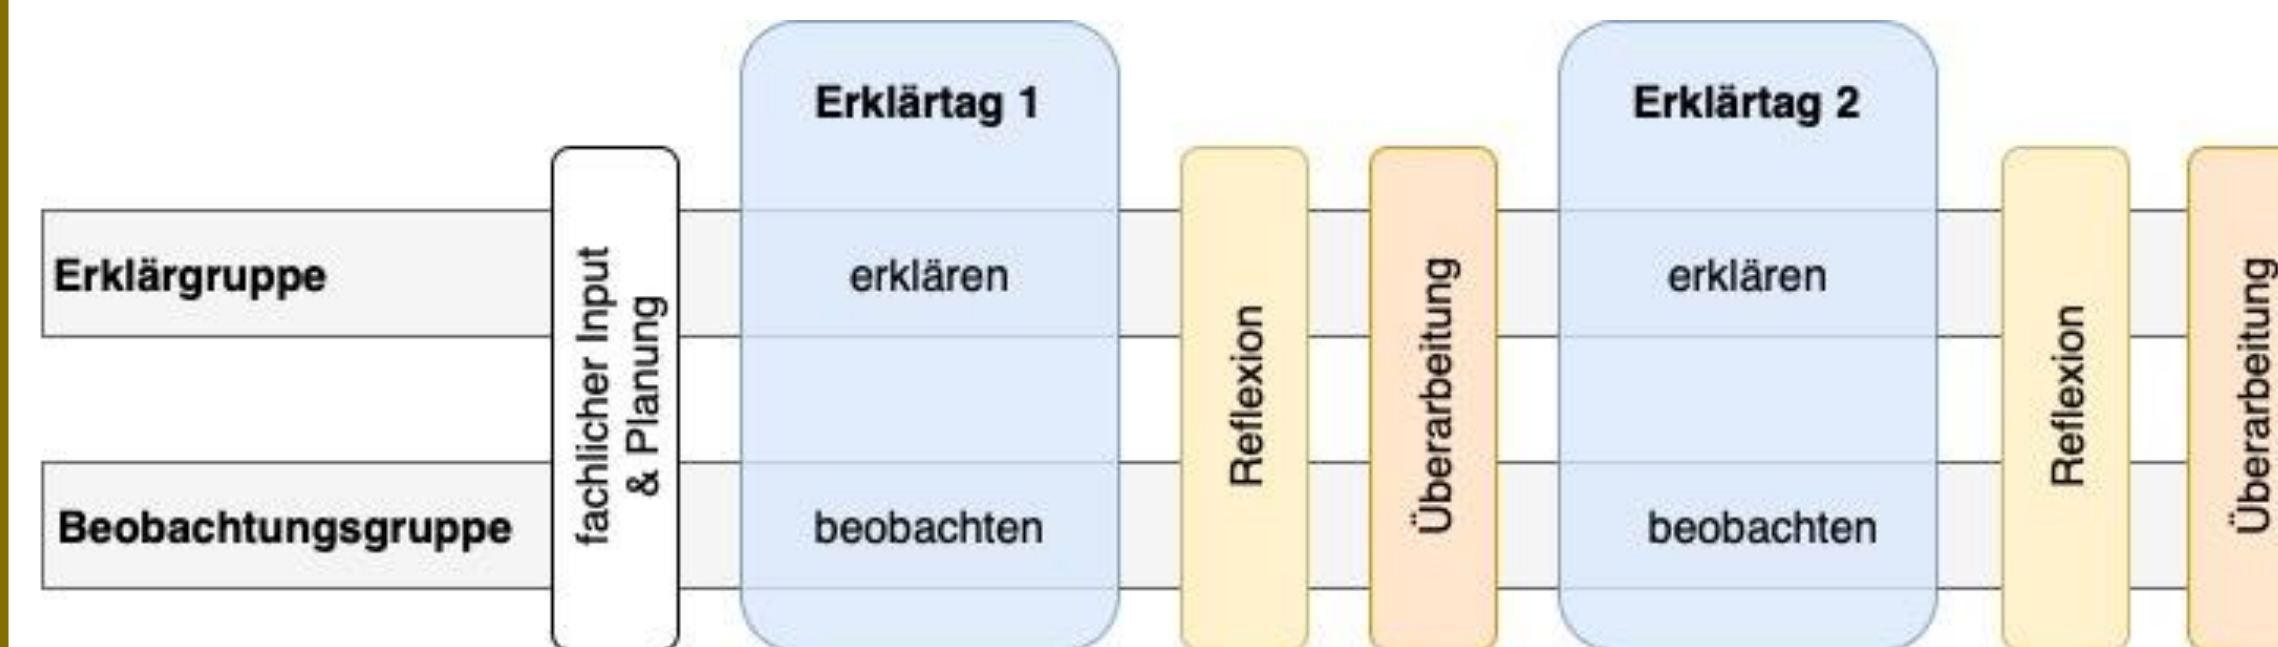 Erklärtag 1
Erklärtag 2
Erklärgruppe
fachlicher Input
& Planung
erklären
Reflexion
Überarbeitung
erklären
Reflexion
Überarbeitung
Beobachtungsgruppe
beobachten
beobachten